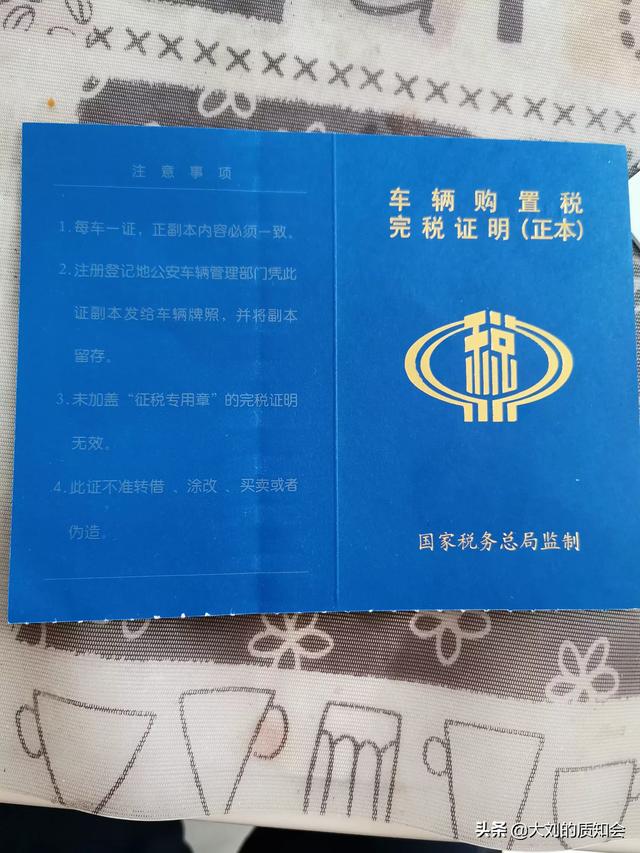 注意事项
1. 每车一证，正副本内容必须一致。
2. 注册登记地公安车辆管理部门凭此
证副本发给车辆牌照，并将副本
留存。
3. 未加盖“征税专用章”的完税证明
无效。
4. 此证不准转借、涂改、买卖或者
伪造。
车辆购置税
完税证明(正本)
税
国家税务总局监制
头条 @大刘的质知会